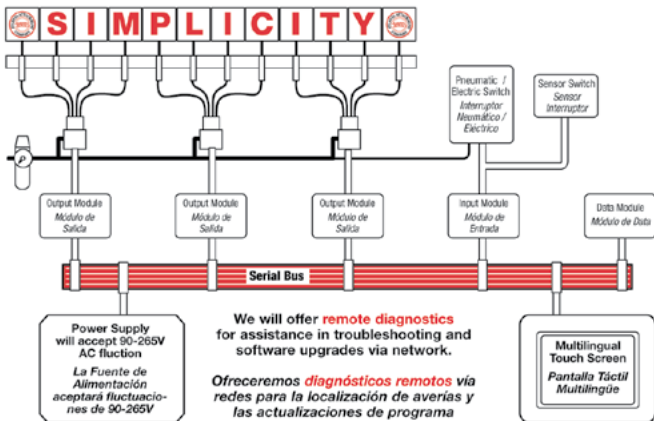 SIMPLICITY
Pneumatic /
Electric Switch
Interruptor
Neumático /
Eléctrico
Sensor Switch
Sensor
Interruptor
Output Module
Módulo de
Salida
Output Module
Módulo de
Salida
Output Module
Módulo de
Salida
Input Module
Módulo de
Entrada
Data Module
Módulo de Data
Serial Bus
Power Supply
will accept 90-265V
AC fluction
La Fuente de
Alimentación
aceptará fluctuacio-
nes de 90-265V
We will offer remote diagnostics
for assistance in troubleshooting and
software upgrades via network.
Ofreceremos diagnósticos remotos vía
redes para la localización de averías y
las actualizaciones de programa
Multilingual
Touch Screen
Pantalla Táctil
Multilingüe